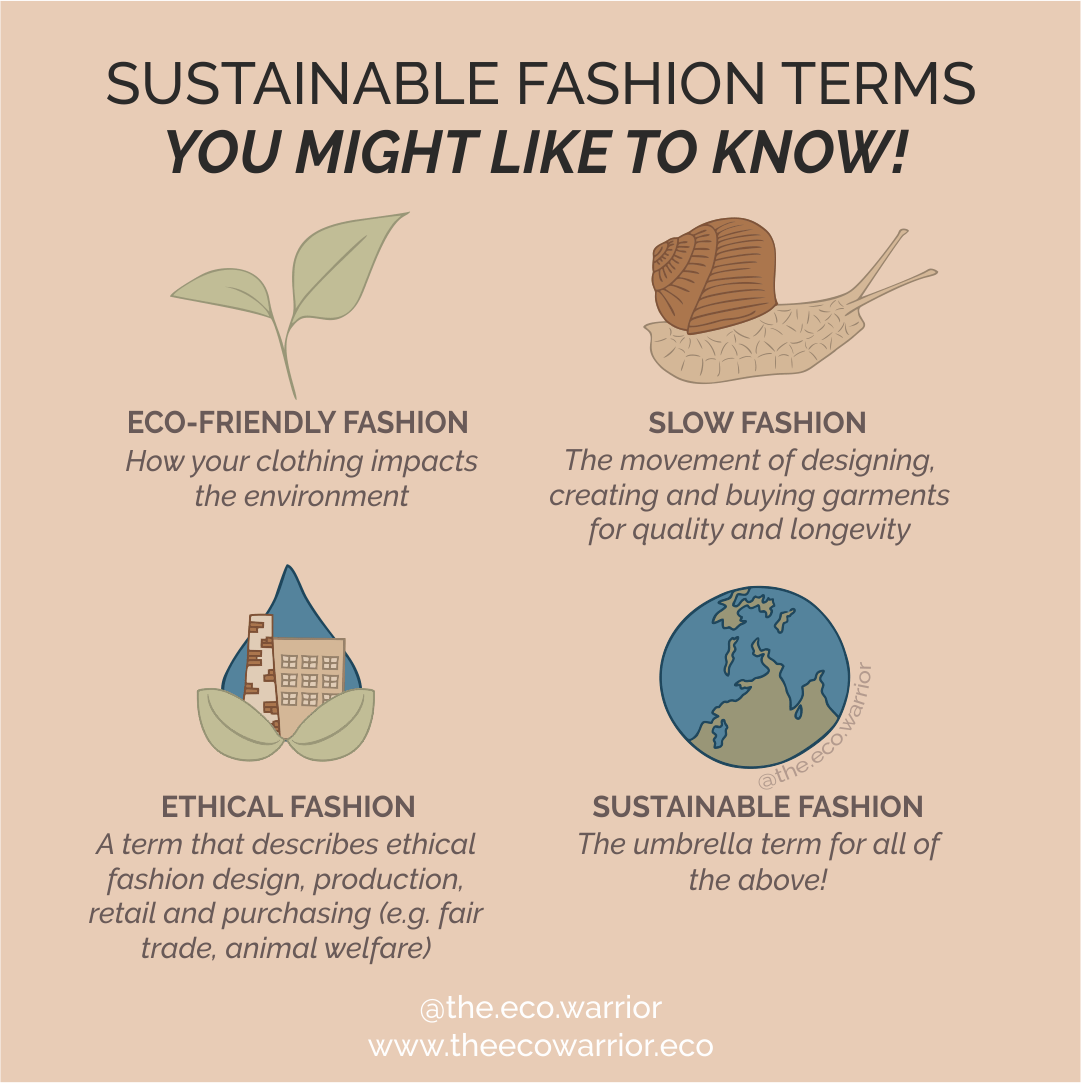 SUSTAINABLE FASHION TERMS
YOU MIGHT LIKE TO KNOW!
ECO-FRIENDLY FASHION
How your clothing impacts
the environment
SLOW FASHION
The movement of designing,
creating and buying garments
for quality and longevity
ETHICAL FASHION
A term that describes ethical
fashion design, production,
retail and purchasing (e.g. fair
trade, animal welfare)
@the.eco.warrior
SUSTAINABLE FASHION
The umbrella term for all of
the above!
@the.eco.warrior
www.theecowarrior.eco